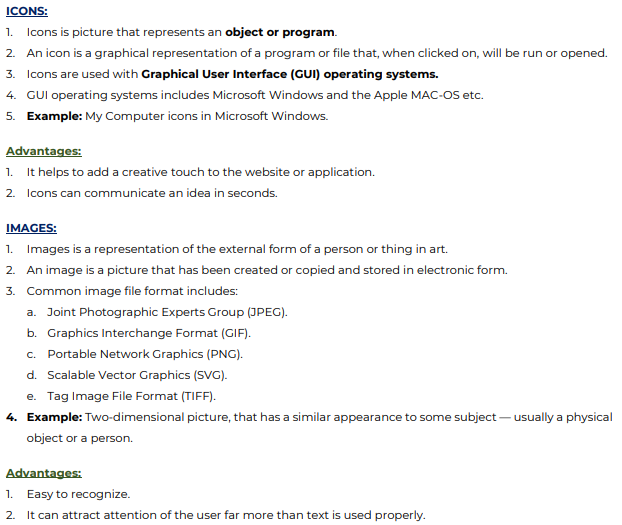 ICONS:
1. Icons is picture that represents an object or program.
2. An icon is a graphical representation of a program or file that, when clicked on, will be run or opened.
3. Icons are used with Graphical User Interface (GUI) operating systems.
4. GUI operating systems includes Microsoft Windows and the Apple MAC-OS etc.
5. Example: My Computer icons in Microsoft Windows.
Advantages:
1. It helps to add a creative touch to the website or application.
2. Icons can communicate an idea in seconds.
IMAGES:
1. Images is a representation of the external form of a person or thing in art.
2. An image is a picture that has been created or copied and stored in electronic form.
3. Common image file format includes:
a. Joint Photographic Experts Group (JPEG).
b. Graphics Interchange Format (GIF).
c. Portable Network Graphics (PNG).
d. Scalable Vector Graphics (SVG).
e. Tag Image File Format (TIFF).
4. Example: Two-dimensional picture, that has a similar appearance to some subject — usually a physical
object or a person.
Advantages:
1. Easy to recognize.
2. It can attract attention of the user far more than text is used properly.